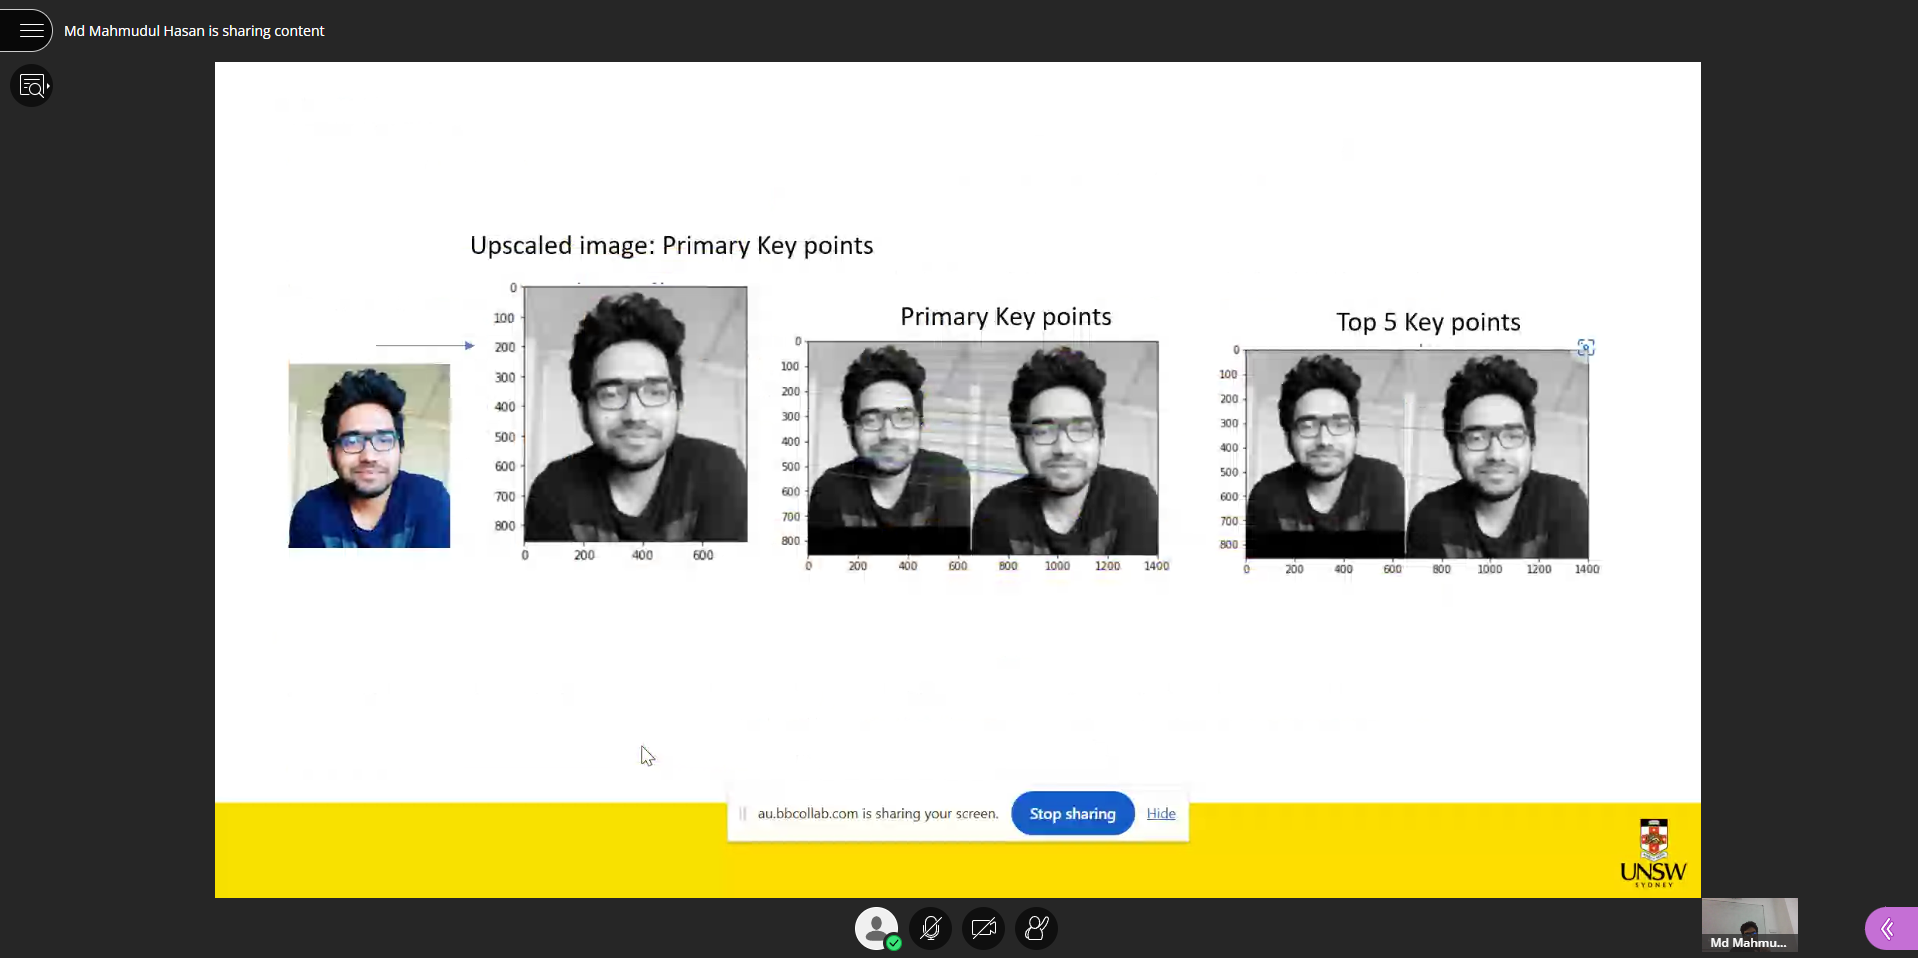 Md Mahmudul Hasan is sharing content
Upscaled image: Primary Key points
Primary Key points
Top 5 Key points
0
100
200
300
400
500
600
700
800
0 200 400 600
0
100
200
300
400
500
600
700
800
0 200 400 600 800 1000 1200 1400
0
100
200
300
400
500
600
700
800
0 200 400 600 800 1000 1200 1400
au.bbcollab.com is sharing your screen.
Stop sharing
Hide
UNSW
SYDNEY
Md Mahmu...